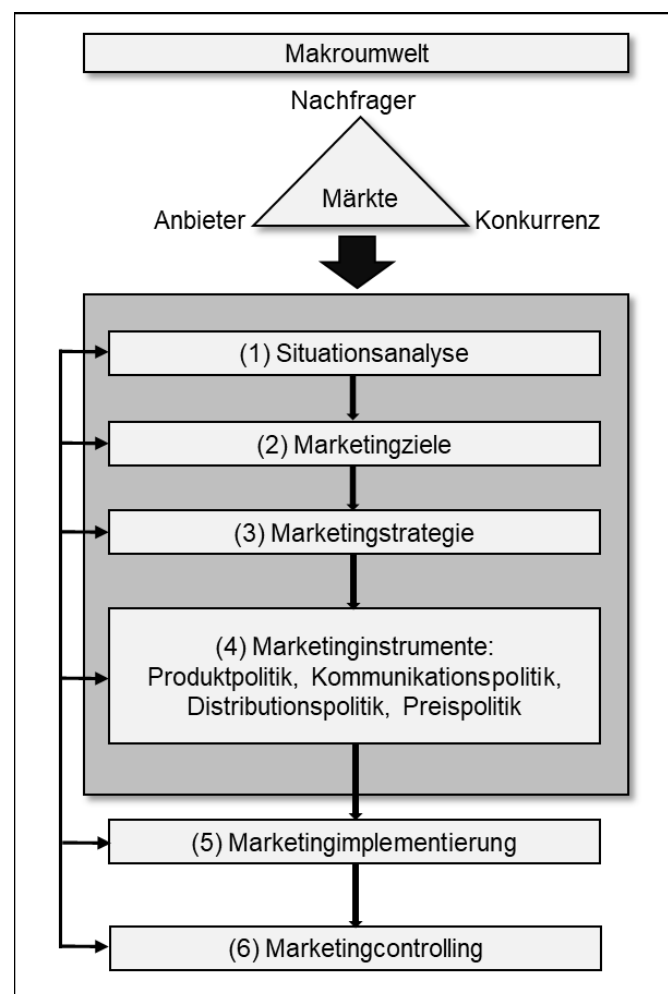 Makroumwelt
Nachfrager
Märkte
Anbieter
Konkurrenz
(1) Situationsanalyse
(2) Marketingziele
(3) Marketingstrategie
(4) Marketinginstrumente:
Produktpolitik, Kommunikationspolitik,
Distributionspolitik, Preispolitik
(5) Marketingimplementierung
(6) Marketingcontrolling